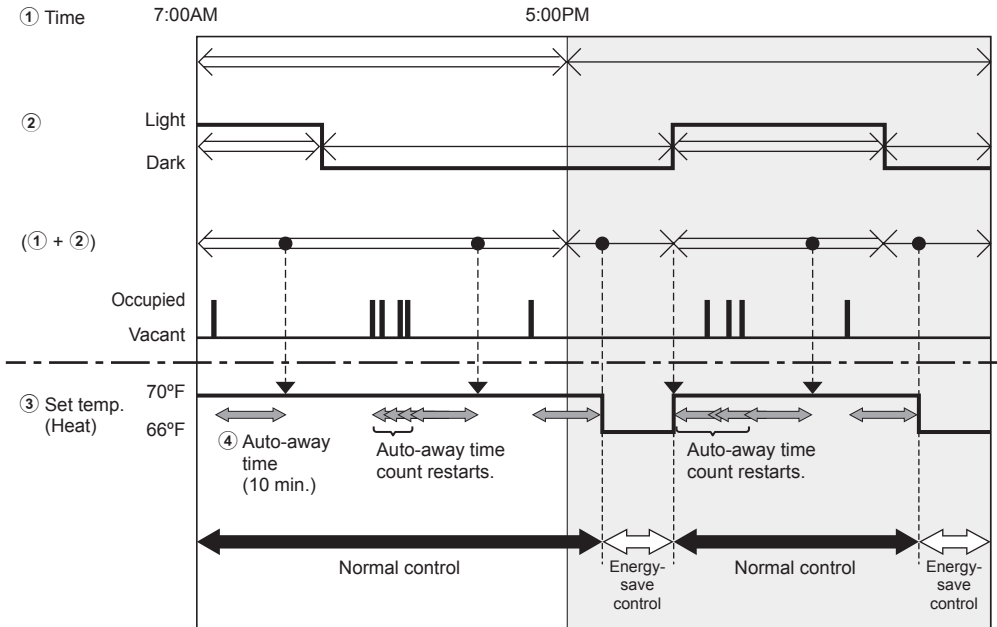 ① Time 7:00AM 5:00PM
② Light
Dark
(① + ②)
Occupied
Vacant
③ Set temp.
(Heat)
70ºF
66ºF
④ Auto-away
time
(10 min.)
Auto-away time
count restarts.
Auto-away time
count restarts.
Normal control
Energy-
save
control
Normal control
Energy-
save
control